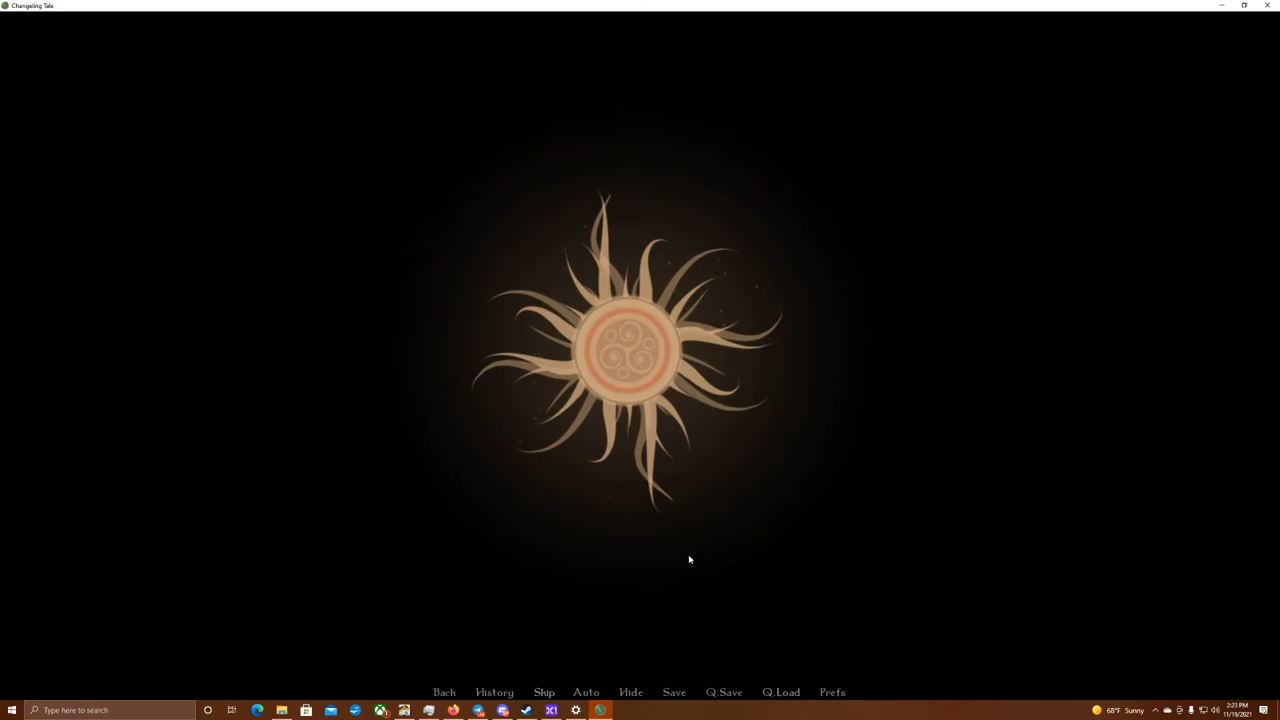 Changeling Tale
Back History Skip Auto Hide Save Q.Save Q.Load Prefs
Type here to search
68°F Sunny
2:23 PM
11/19/2021